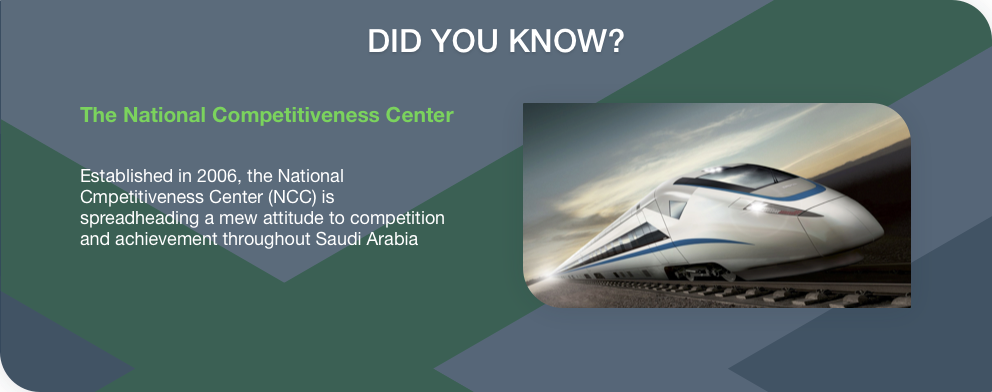 DID YOU KNOW?
The National Competitiveness Center
Established in 2006, the National
Cmpetitiveness Center (NCC) is
spreadheading a mew attitude to competition
and achievement throughout Saudi Arabia